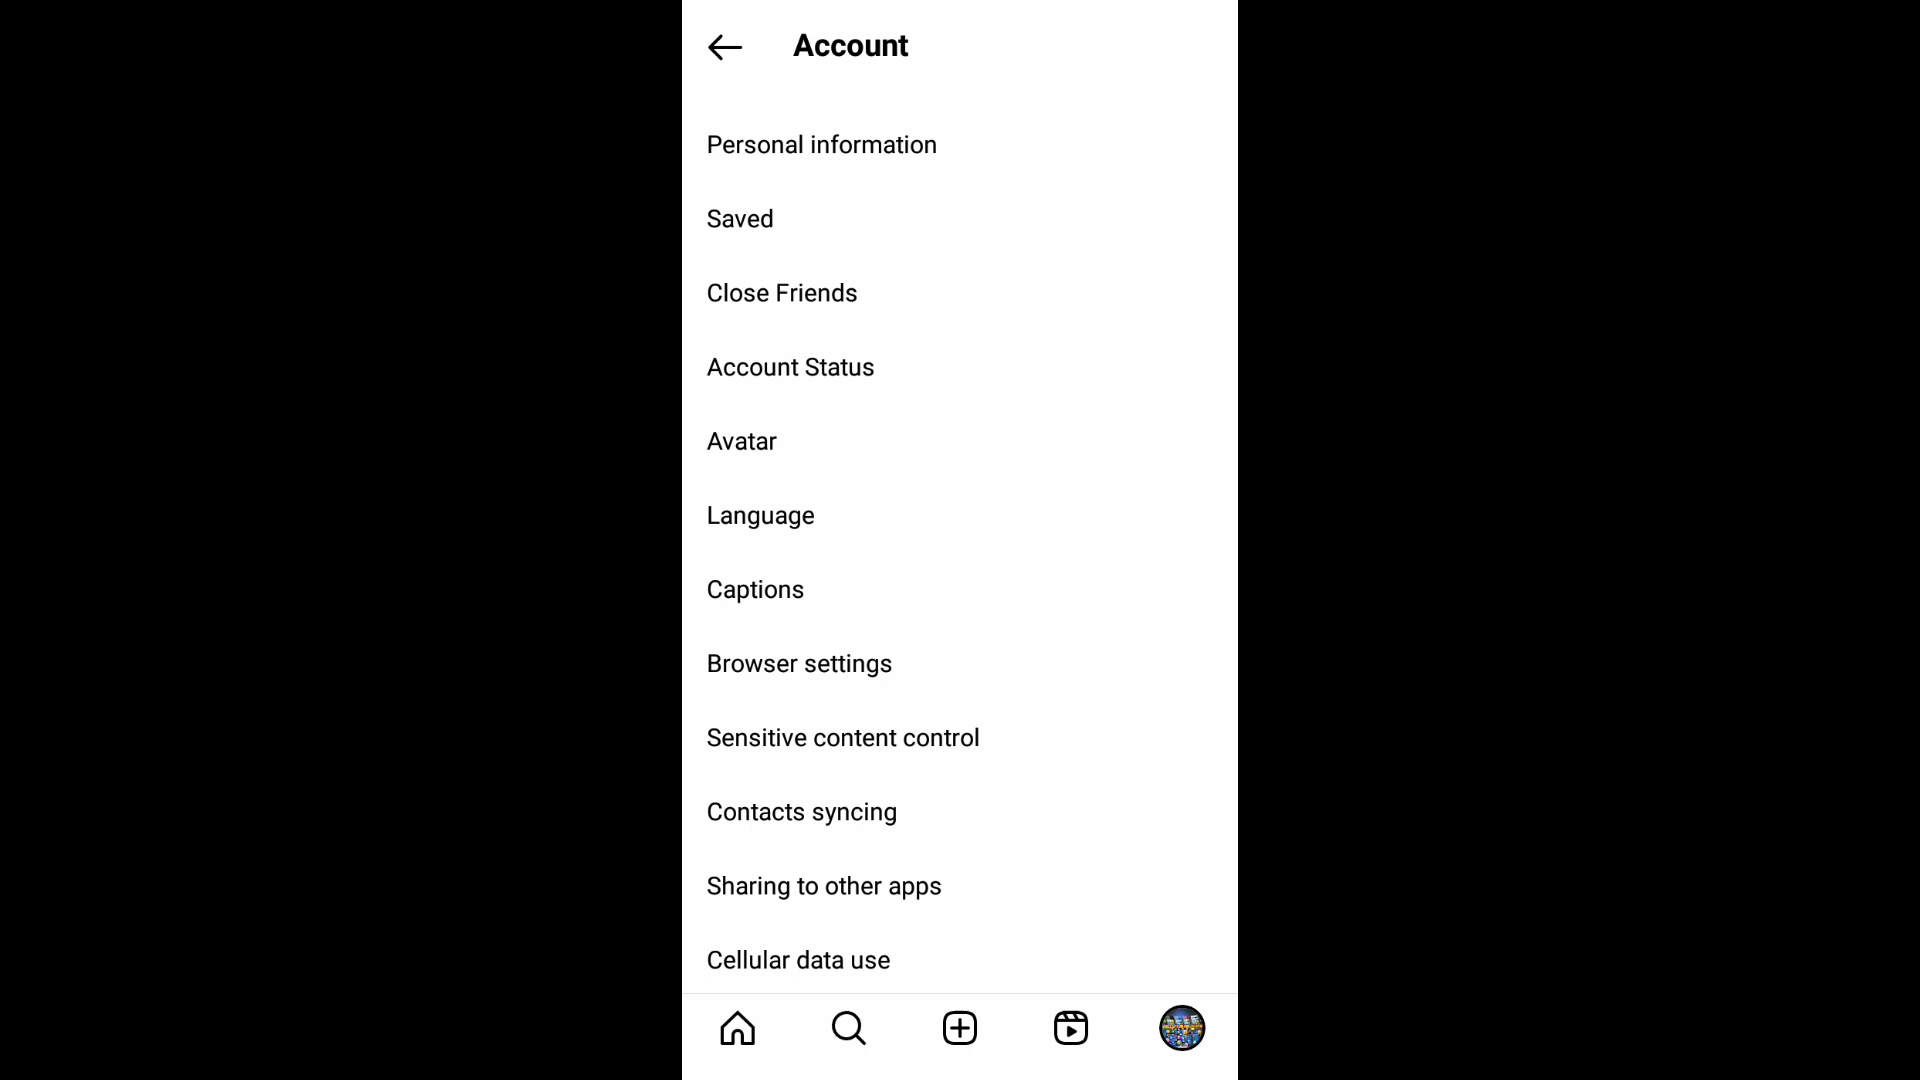 Account
Personal information
Saved
Close Friends
Account Status
Avatar
Language
Captions
Browser settings
Sensitive content control
Contacts syncing
Sharing to other apps
Cellular data use